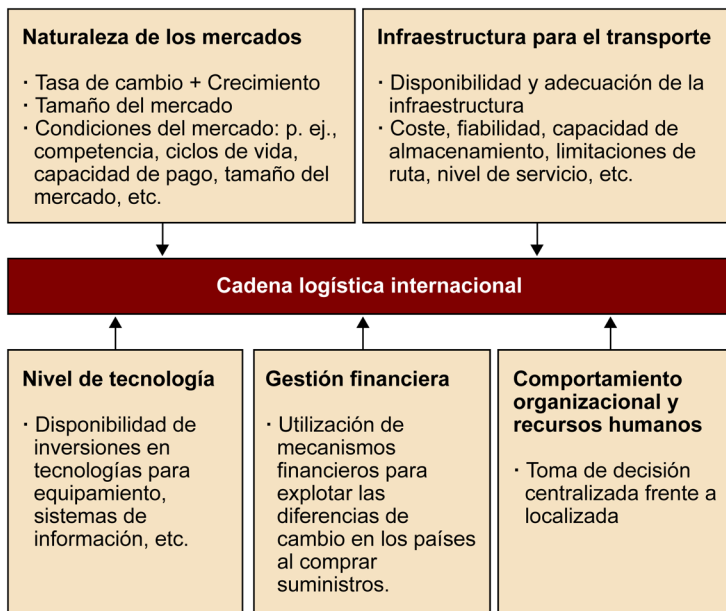 Naturaleza de los mercados
· Tasa de cambio + Crecimiento
· Tamaño del mercado
· Condiciones del mercado: p. ej.,
competencia, ciclos de vida,
capacidad de pago, tamaño del
mercado, etc.
Infraestructura para el transporte
· Disponibilidad y adecuación de la
infraestructura
· Coste, fiabilidad, capacidad de
almacenamiento, limitaciones de
ruta, nivel de servicio, etc.
Cadena logística internacional
Nivel de tecnología
· Disponibilidad de
inversiones en
tecnologías para
equipamiento,
sistemas de
información, etc.
Gestión financiera
· Utilización de
mecanismos
financieros para
explotar las
diferencias de
cambio en los países
al comprar
suministros.
Comportamiento
organizacional y
recursos humanos
· Toma de decisión
centralizada frente a
localizada